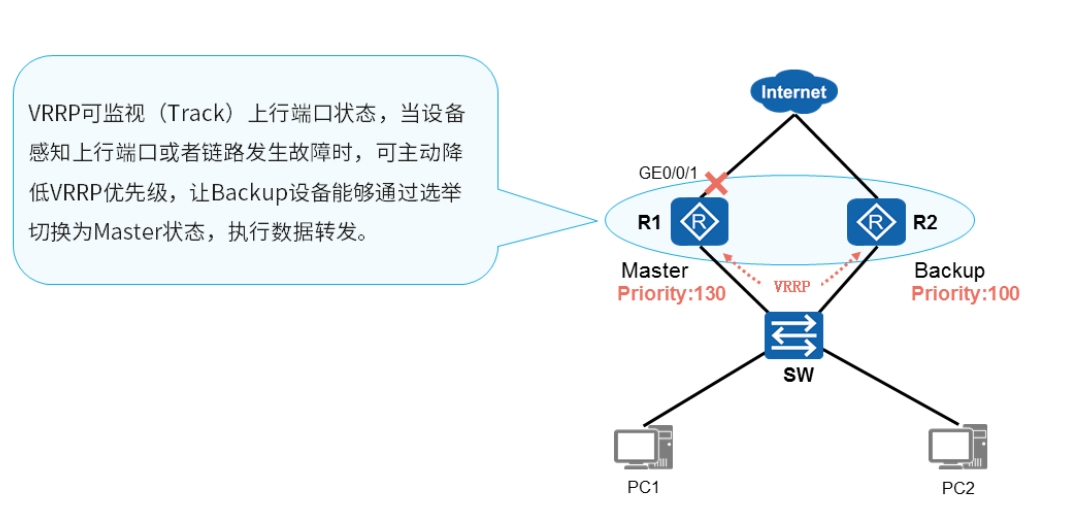 VRRP可监视（Track）上行端口状态，当设备
感知上行端口或者链路发生故障时，可主动降
低VRRP优先级，让Backup设备能够通过选举
切换为Master状态，执行数据转发。
Internet
GE0/0/1
R1
R
R
R2
Master
Priority:130
VRRP
Backup
Priority:100
SW
PC1
PC2